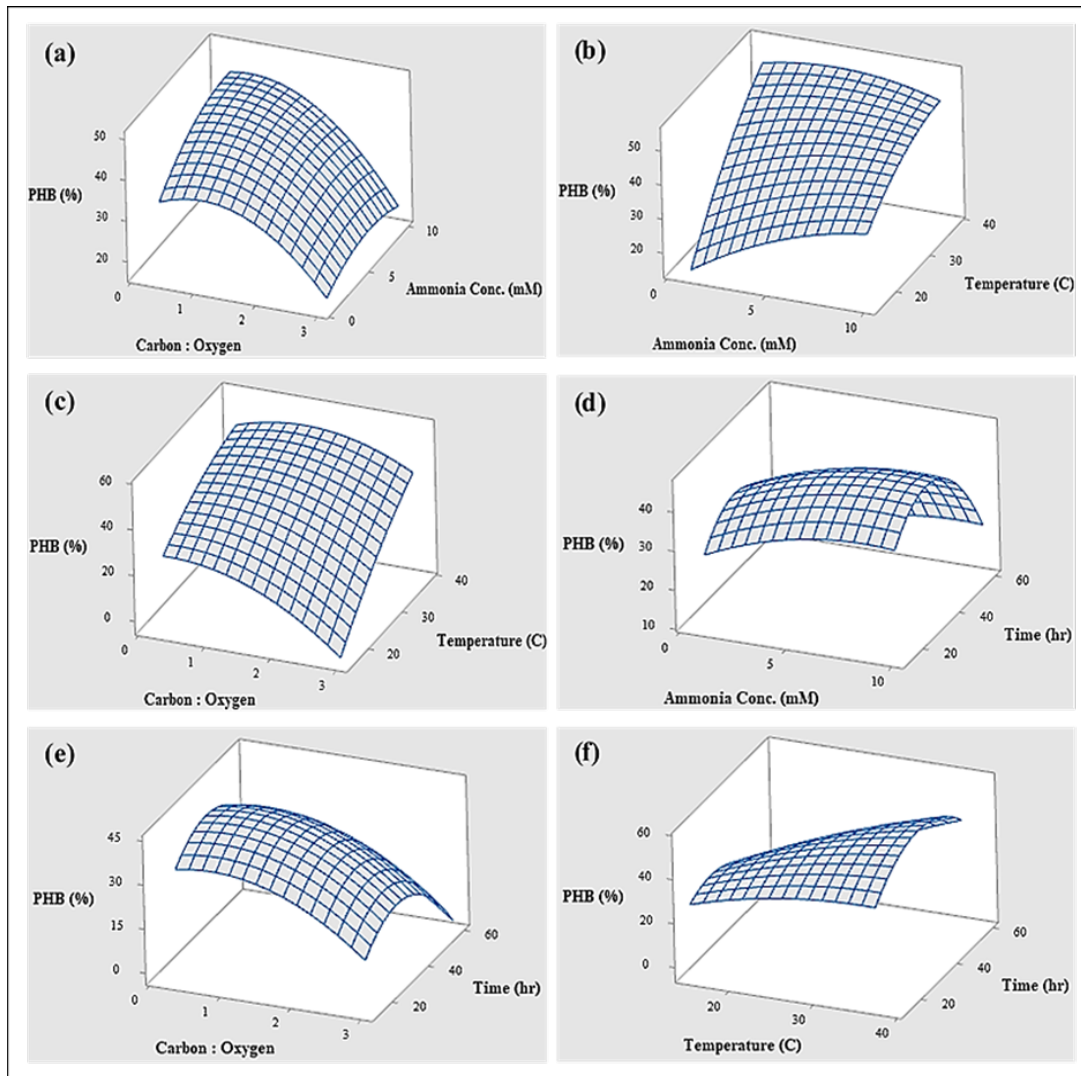 (a)
50
40
30
20
PHB (%)
0
1
2
3
Carbon : Oxygen
0
5
10
Ammonia Conc. (mM)
(b)
50
40
30
20
PHB (%)
0
5
10
Ammonia Conc. (mM)
20
30
40
Temperature (C)
(c)
60
40
20
0
PHB (%)
0
1
2
3
Carbon : Oxygen
20
30
40
Temperature (C)
(d)
40
30
20
10
PHB (%)
0
5
10
Ammonia Conc. (mM)
20
40
60
Time (hr)
(e)
45
30
15
0
PHB (%)
0
1
2
3
Carbon : Oxygen
20
40
60
Time (hr)
(f)
60
40
20
0
PHB (%)
20
30
40
Temperature (C)
20
40
60
Time (hr)